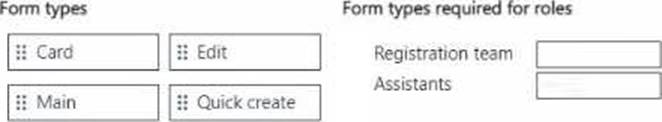 Form types
Form types required for roles
Card
Edit
Registration team
Assistants
Main
Quick create